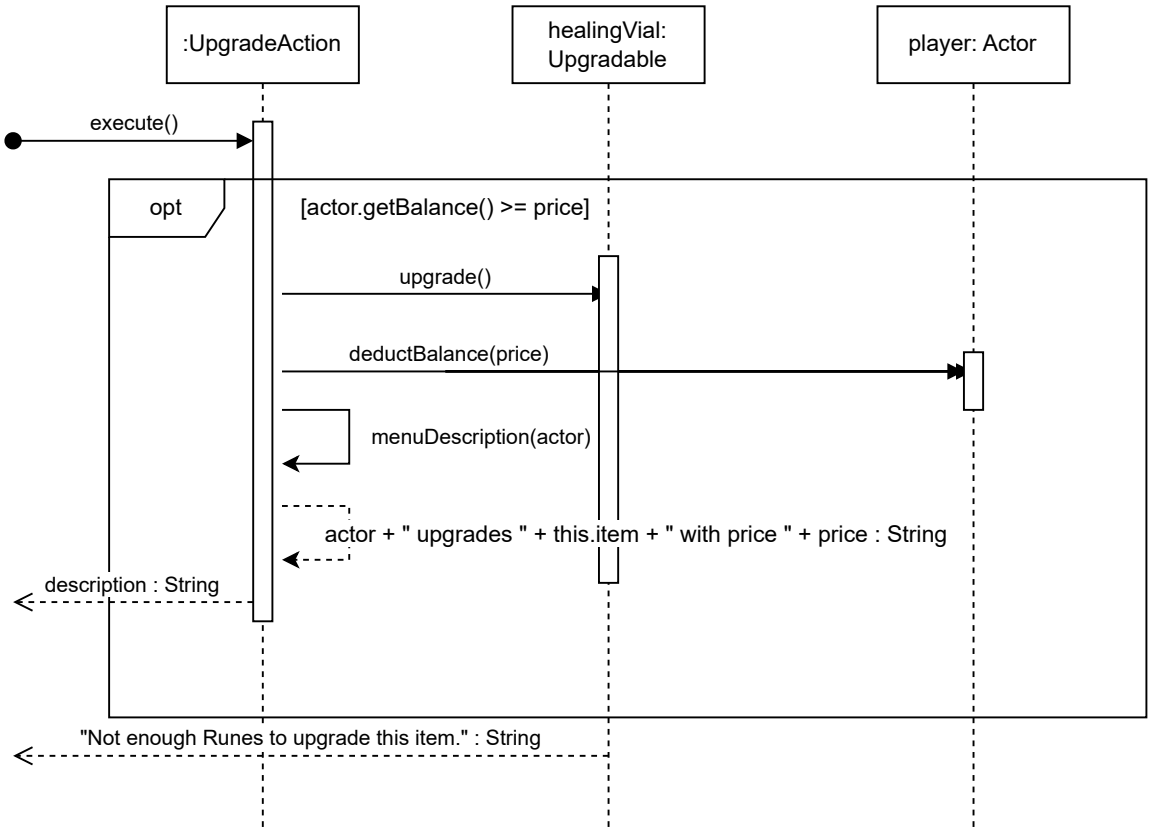 :UpgradeAction
healingVial:
Upgradable
player: Actor
execute()
opt
[actor.getBalance() >= price]
upgrade()
deductBalance(price)
menuDescription(actor)
actor + " upgrades " + this.item + " with price " + price : String
description : String
"Not enough Runes to upgrade this item." : String